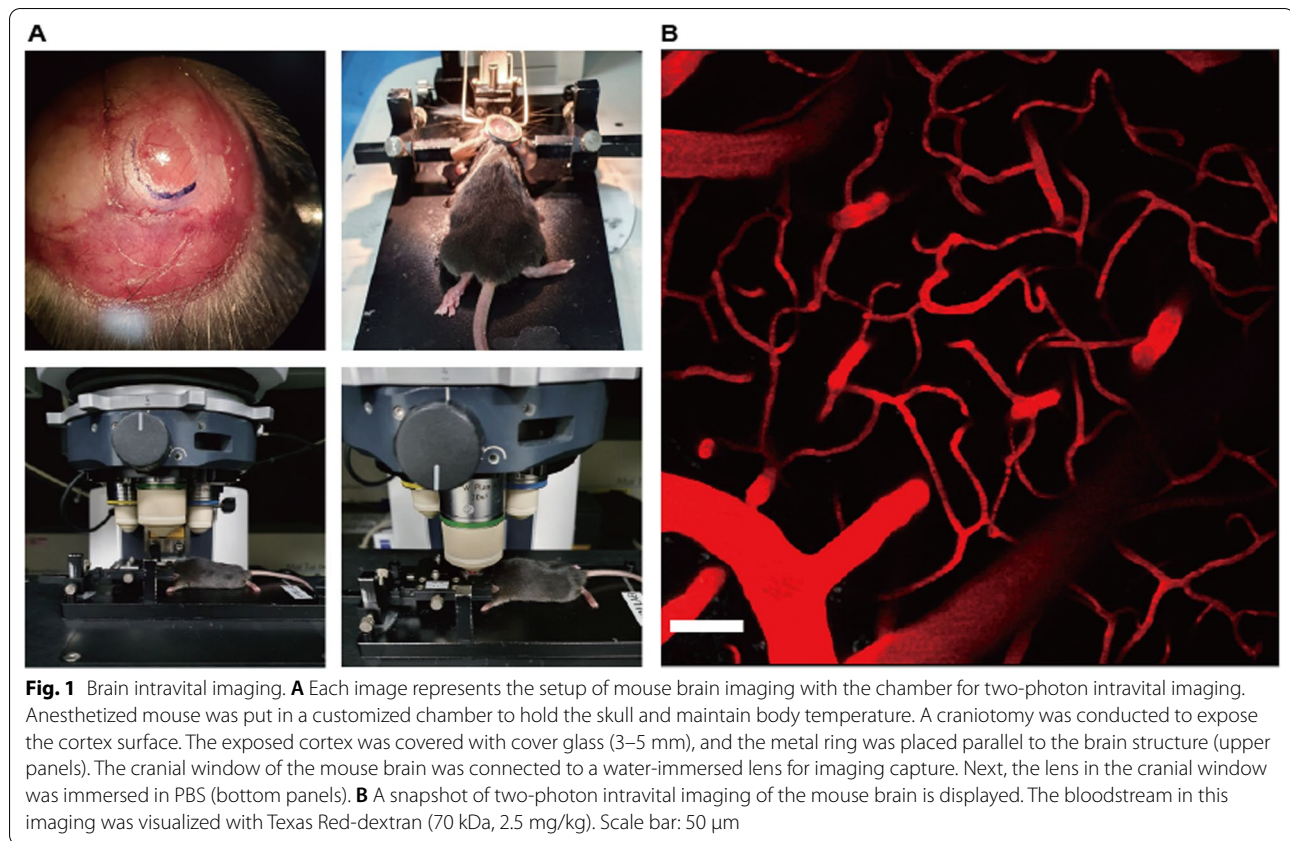 A
B
W Plan
Fig. 1 Brain intravital imaging. A Each image represents the setup of mouse brain imaging with the chamber for two-photon intravital imaging.
Anesthetized mouse was put in a customized chamber to hold the skull and maintain body temperature. A craniotomy was conducted to expose
the cortex surface. The exposed cortex was covered with cover glass (3–5 mm), and the metal ring was placed parallel to the brain structure (upper
panels). The cranial window of the mouse brain was connected to a water-immersed lens for imaging capture. Next, the lens in the cranial window
was immersed in PBS (bottom panels). B A snapshot of two-photon intravital imaging of the mouse brain is displayed. The bloodstream in this
imaging was visualized with Texas Red-dextran (70 kDa, 2.5 mg/kg). Scale bar: 50 µm